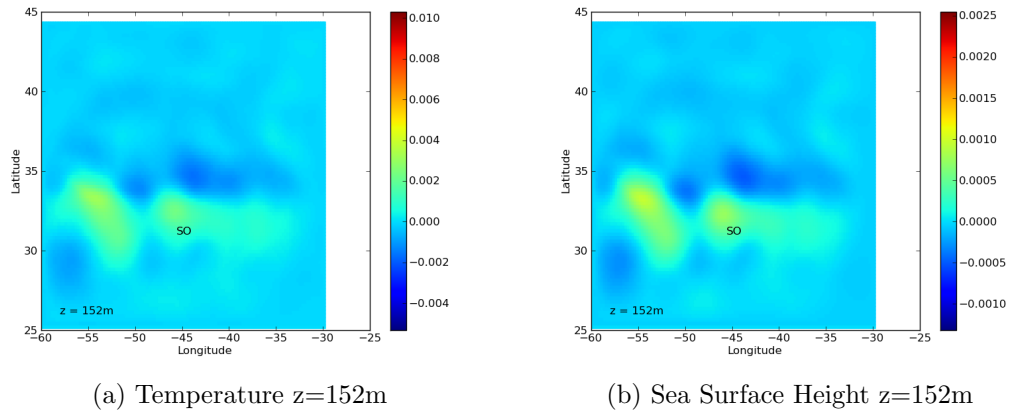 45
40
35
30
25
Latitude
−60 −55 −50 −45 −40 −35 −30 −25
Longitude
SO
z = 152m
0.010
0.008
0.006
0.004
0.002
0.000
−0.002
−0.004
(a) Temperature z=152m
45
40
35
30
25
Latitude
−60 −55 −50 −45 −40 −35 −30 −25
Longitude
SO
z = 152m
0.0025
0.0020
0.0015
0.0010
0.0005
0.0000
−0.0005
−0.0010
(b) Sea Surface Height z=152m